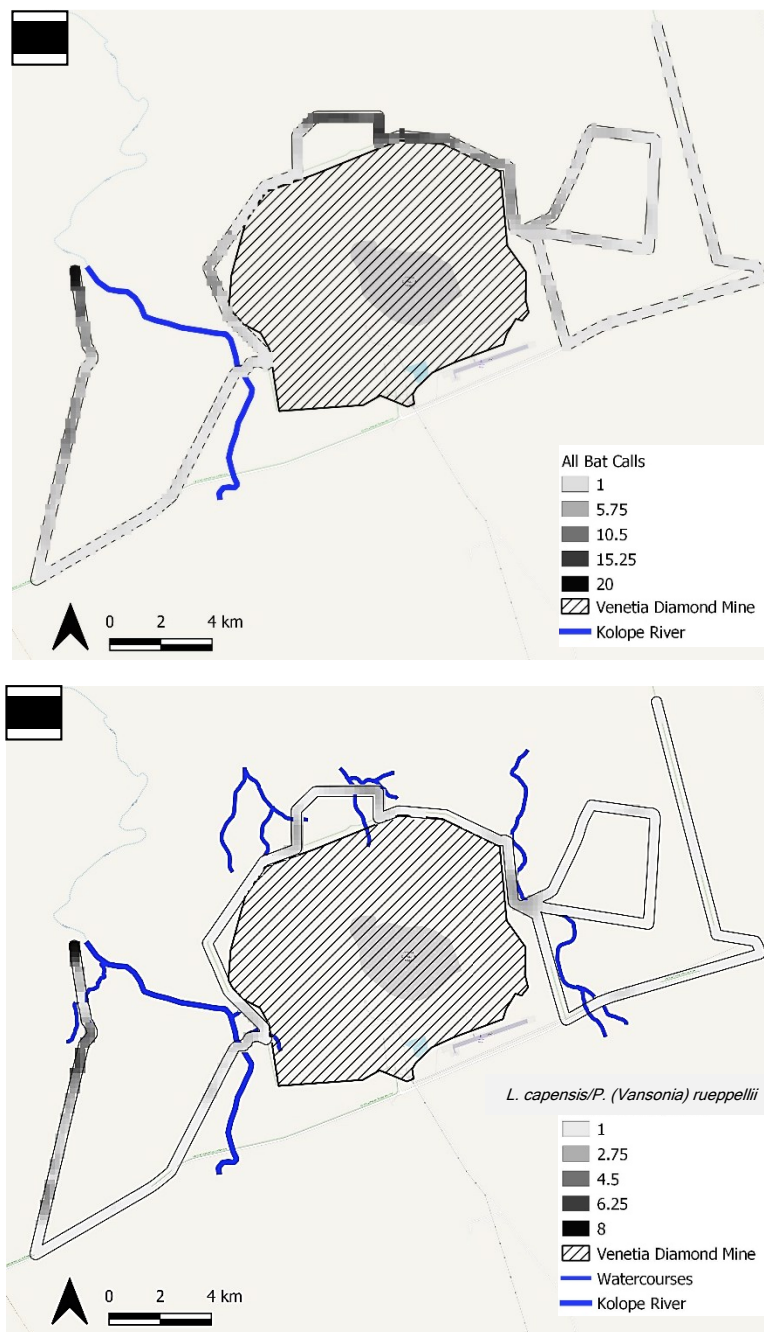 All Bat Calls
1
5.75
10.5
15.25
20
Venetia Diamond Mine
Kolope River
0 2 4 km
L. capensis/P. (Vansonia) rueppellii
1
2.75
4.5
6.25
8
Venetia Diamond Mine
Watercourses
Kolope River
0 2 4 km